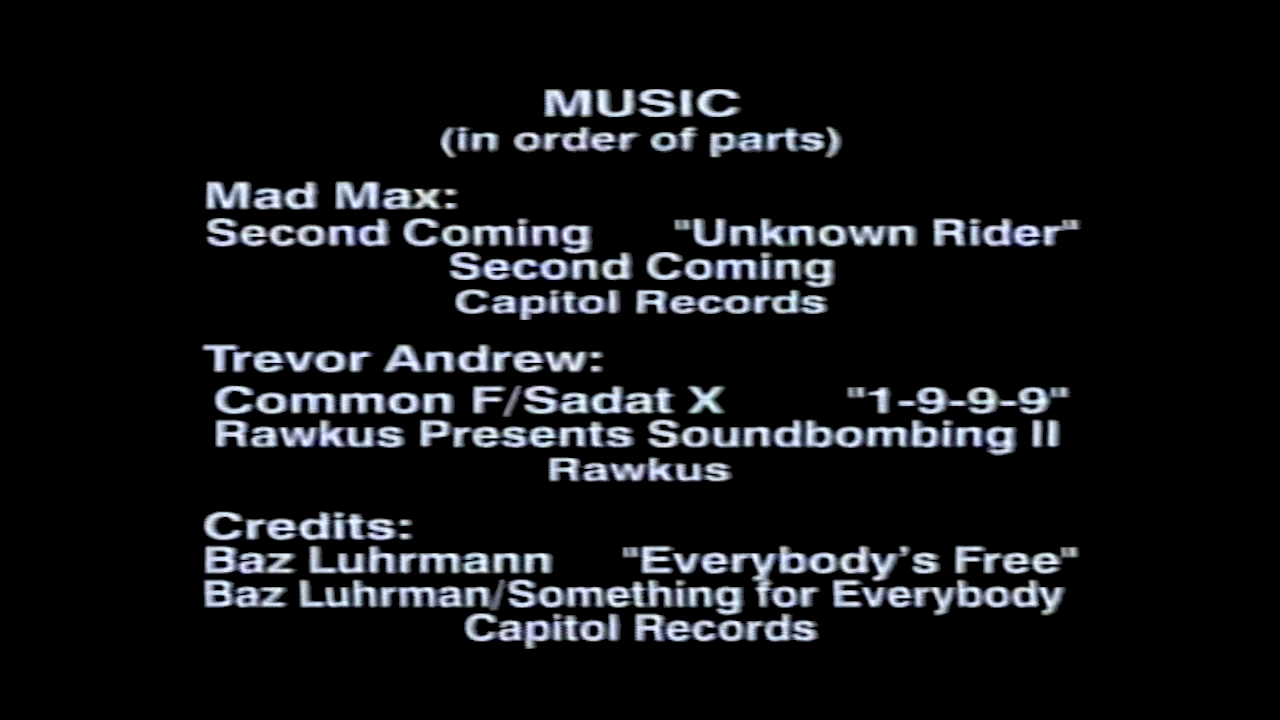 MUSIC
(in order of parts)
Mad Max:
Second Coming "Unknown Rider"
Second Coming
Capitol Records
Trevor Andrew:
Common F/Sadat X "1-9-9-9"
Rawkus Presents Soundbombing II
Rawkus
Credits:
Baz Luhrmann "Everybody’s Free"
Baz Luhrman/Something for Everybody
Capitol Records